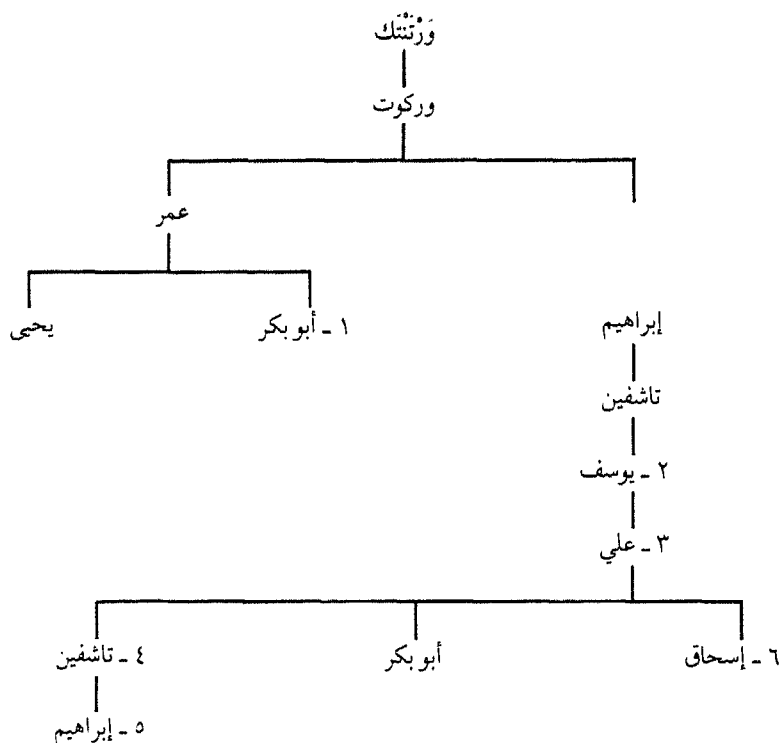 وَرْتَنْتَك
وركوت
عمر
١ ـ أبو بكر
يحيى
إبراهيم
تاشفين
٢ ـ يوسف
٣ ـ علي
٦ ـ إسحاق
أبو بكر
٤ ـ تاشفين
٥ ـ إبراهيم